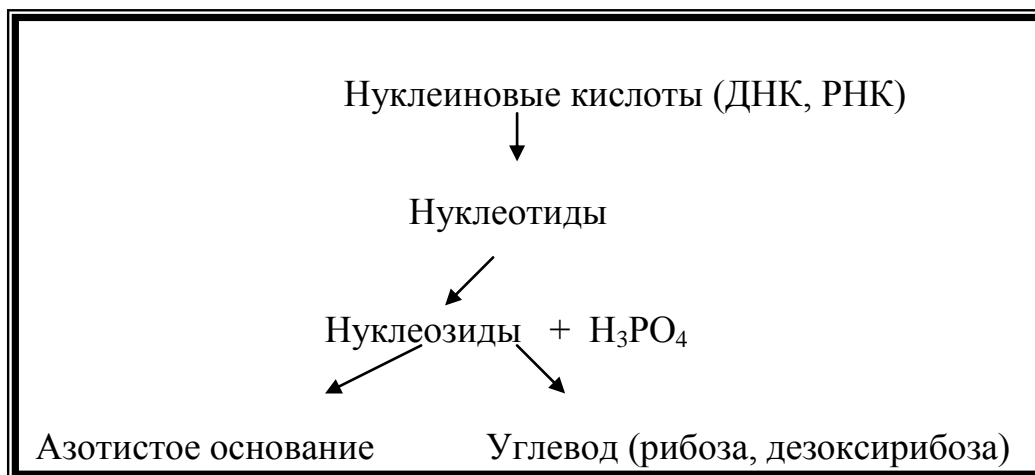 Нуклеиновые кислоты (ДНК, РНК)
Нуклеотиды
Нуклеозиды + H₃PO₄
Азотистое основание Углевод (рибоза, дезоксирибоза)